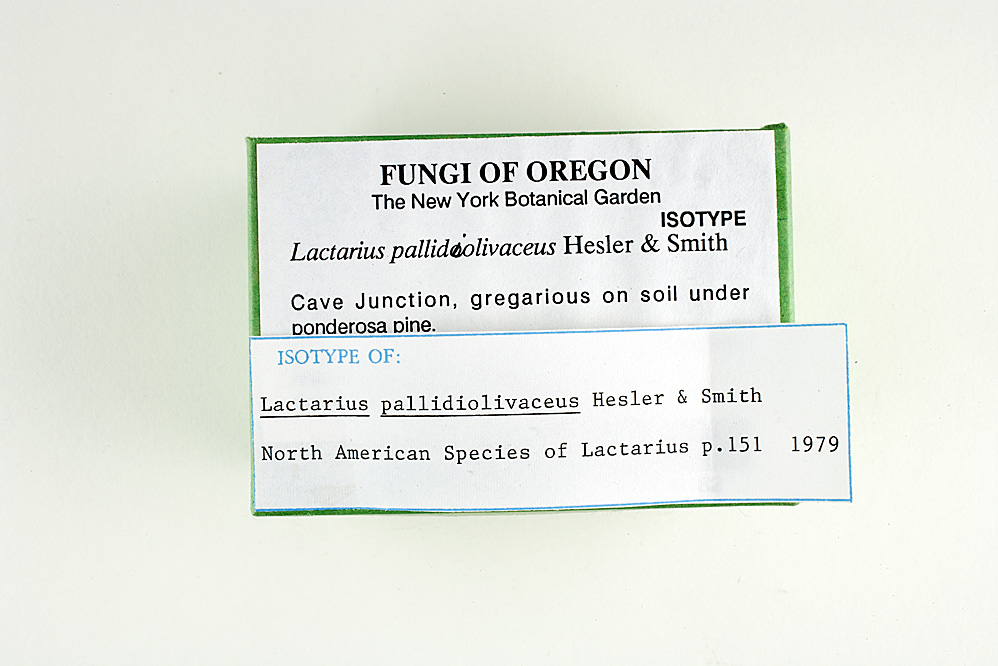 FUNGI OF OREGON
The New York Botanical Garden
ISOTYPE
Lactarius pallidiolivaceus Hesler & Smith
Cave Junction, gregarious on soil under
ponderosa pine.
ISOTYPE OF:
Lactarius pallidiolivaceus Hesler & Smith
North American Species of Lactarius p.151 1979